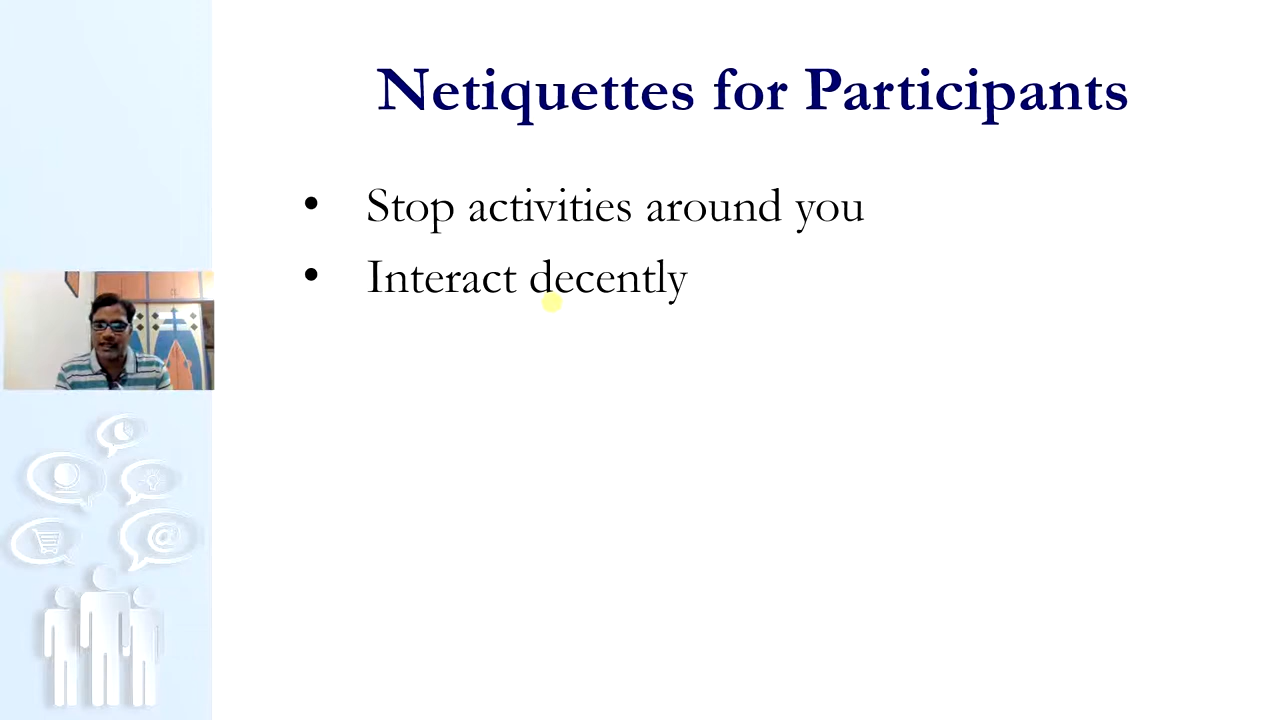 Netiquettes for Participants
• Stop activities around you
• Interact decently
@